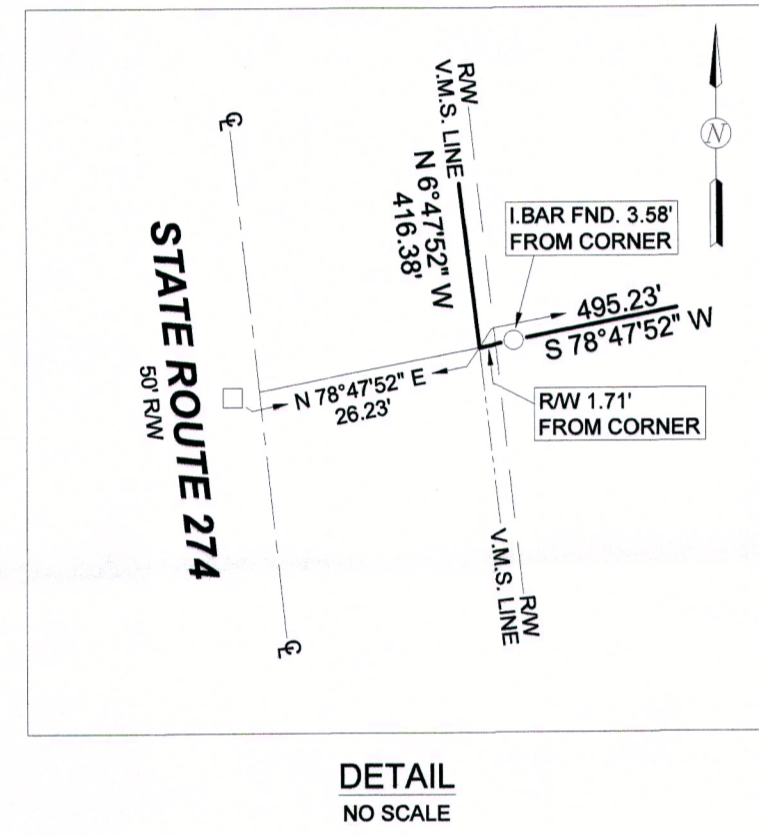 R/W
V.M.S. LINE
N 6°47'52" W
416.38'
N
I.BAR FND. 3.58'
FROM CORNER
495.23'
S 78°47'52" W
℄
STATE ROUTE 274
50' R/W
N 78°47'52" E
26.23'
R/W 1.71'
FROM CORNER
R/W
V.M.S. LINE
℄
DETAIL
NO SCALE